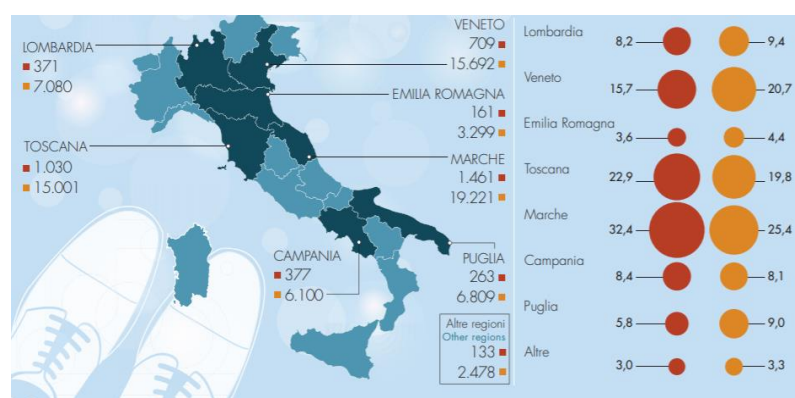 LOMBARDIA
371
7.080
TOSCANA
1.030
15.001
VENETO
709
15.692
EMILIA ROMAGNA
161
3.299
MARCHE
1.461
19.221
CAMPANIA
377
6.100
PUGLIA
263
6.809
Altre regioni
Other regions
133
2.478
Lombardia
8,2 9,4
Veneto
15,7 20,7
Emilia Romagna
3,6 4,4
Toscana
22,9 19,8
Marche
32,4 25,4
Campania
8,4 8,1
Puglia
5,8 9,0
Altre
3,0 3,3